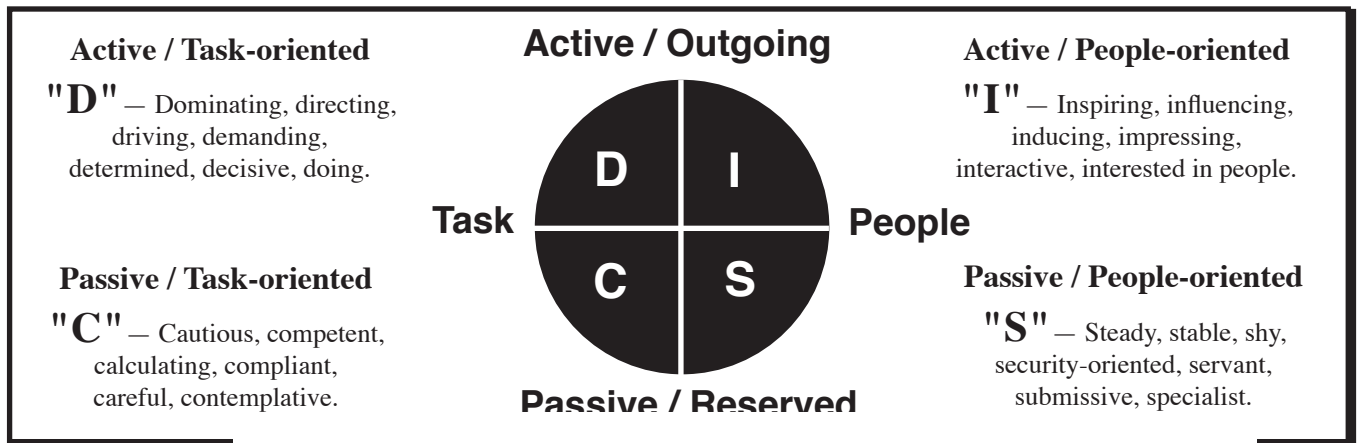 Active / Task-oriented
"D" — Dominating, directing,
driving, demanding,
determined, decisive, doing.
Active / Outgoing
Active / People-oriented
"I" — Inspiring, influencing,
inducing, impressing,
interactive, interested in people.
D
I
Task
People
C
S
Passive / Task-oriented
"C" — Cautious, competent,
calculating, compliant,
careful, contemplative.
Passive / Reserved
Passive / People-oriented
"S" — Steady, stable, shy,
security-oriented, servant,
submissive, specialist.